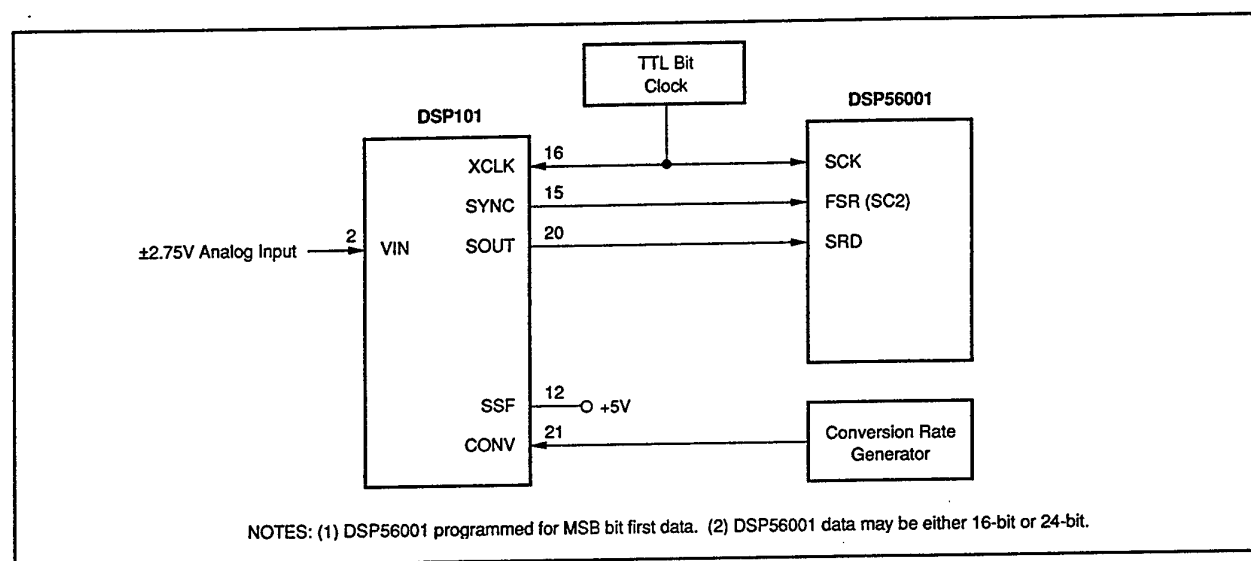 TTL Bit
Clock
DSP101
DSP56001
XCLK
16
SCK
SYNC
15
FSR (SC2)
±2.75V Analog Input
2
VIN
SOUT
20
SRD
SSF
12
+5V
CONV
21
Conversion Rate
Generator
NOTES: (1) DSP56001 programmed for MSB bit first data. (2) DSP56001 data may be either 16-bit or 24-bit.